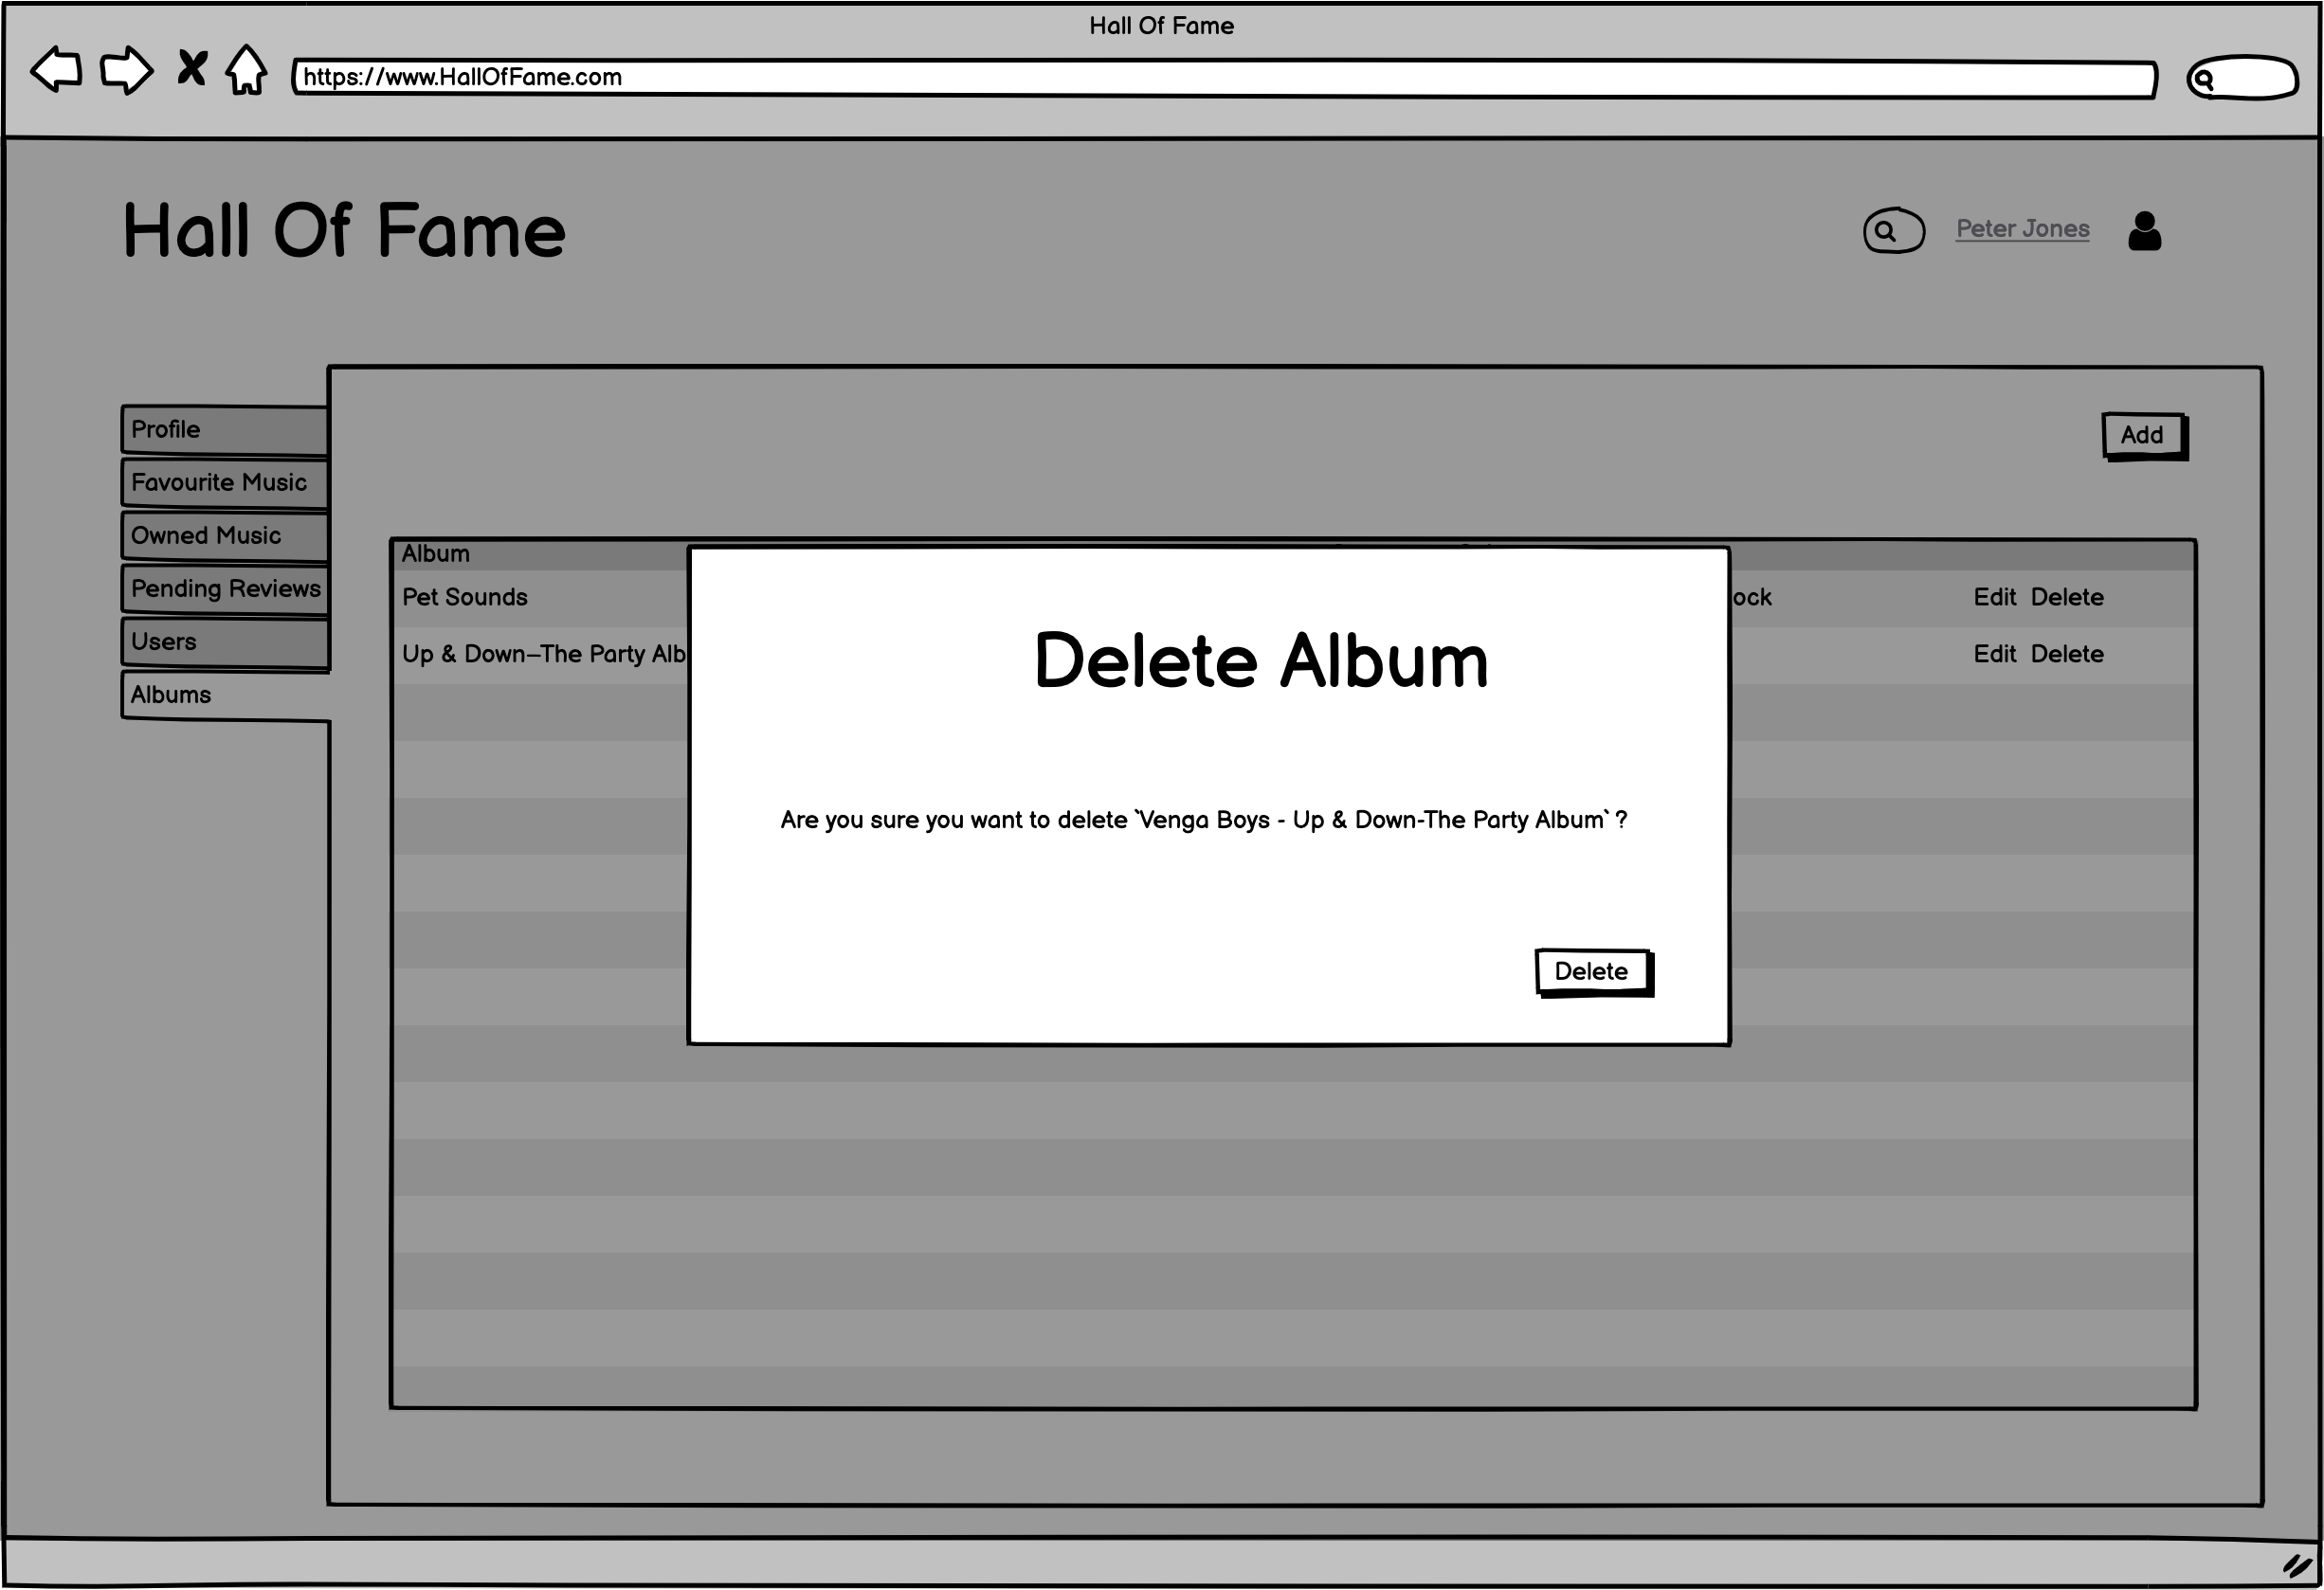 Hall Of Fame
https://www.HallOfFame.com
Hall Of Fame
Peter Jones
Add
Profile
Favourite Music
Owned Music
Pending Reviews
Users
Albums
Album
Pet Sounds ock Edit Delete
Up & Down–The Party Alb Edit Delete
Delete Album
Are you sure you want to delete `Venga Boys - Up & Down-The Party Album` ?
Delete